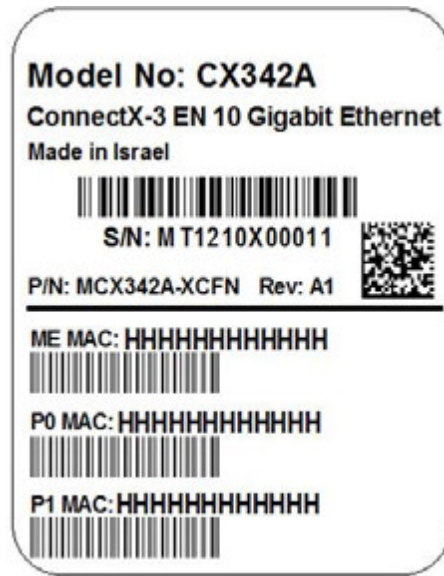 Model No: CX342A
ConnectX-3 EN 10 Gigabit Ethernet
Made in Israel
S/N: MT1210X00011
P/N: MCX342A-XCFN Rev: A1
ME MAC: HHHHHHHHHHHH
P0 MAC: HHHHHHHHHHHH
P1 MAC: HHHHHHHHHHHH